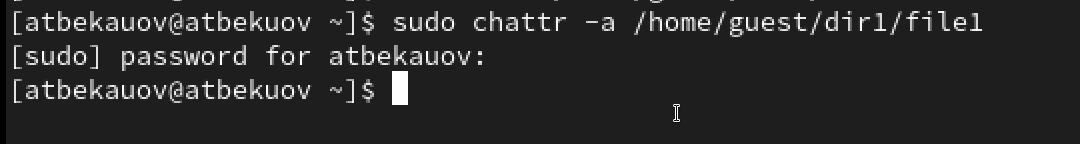 [atbekauov@atbekuov ~]$ sudo chattr -a /home/guest/dir1/file1
[sudo] password for atbekauov:
[atbekauov@atbekuov ~]$